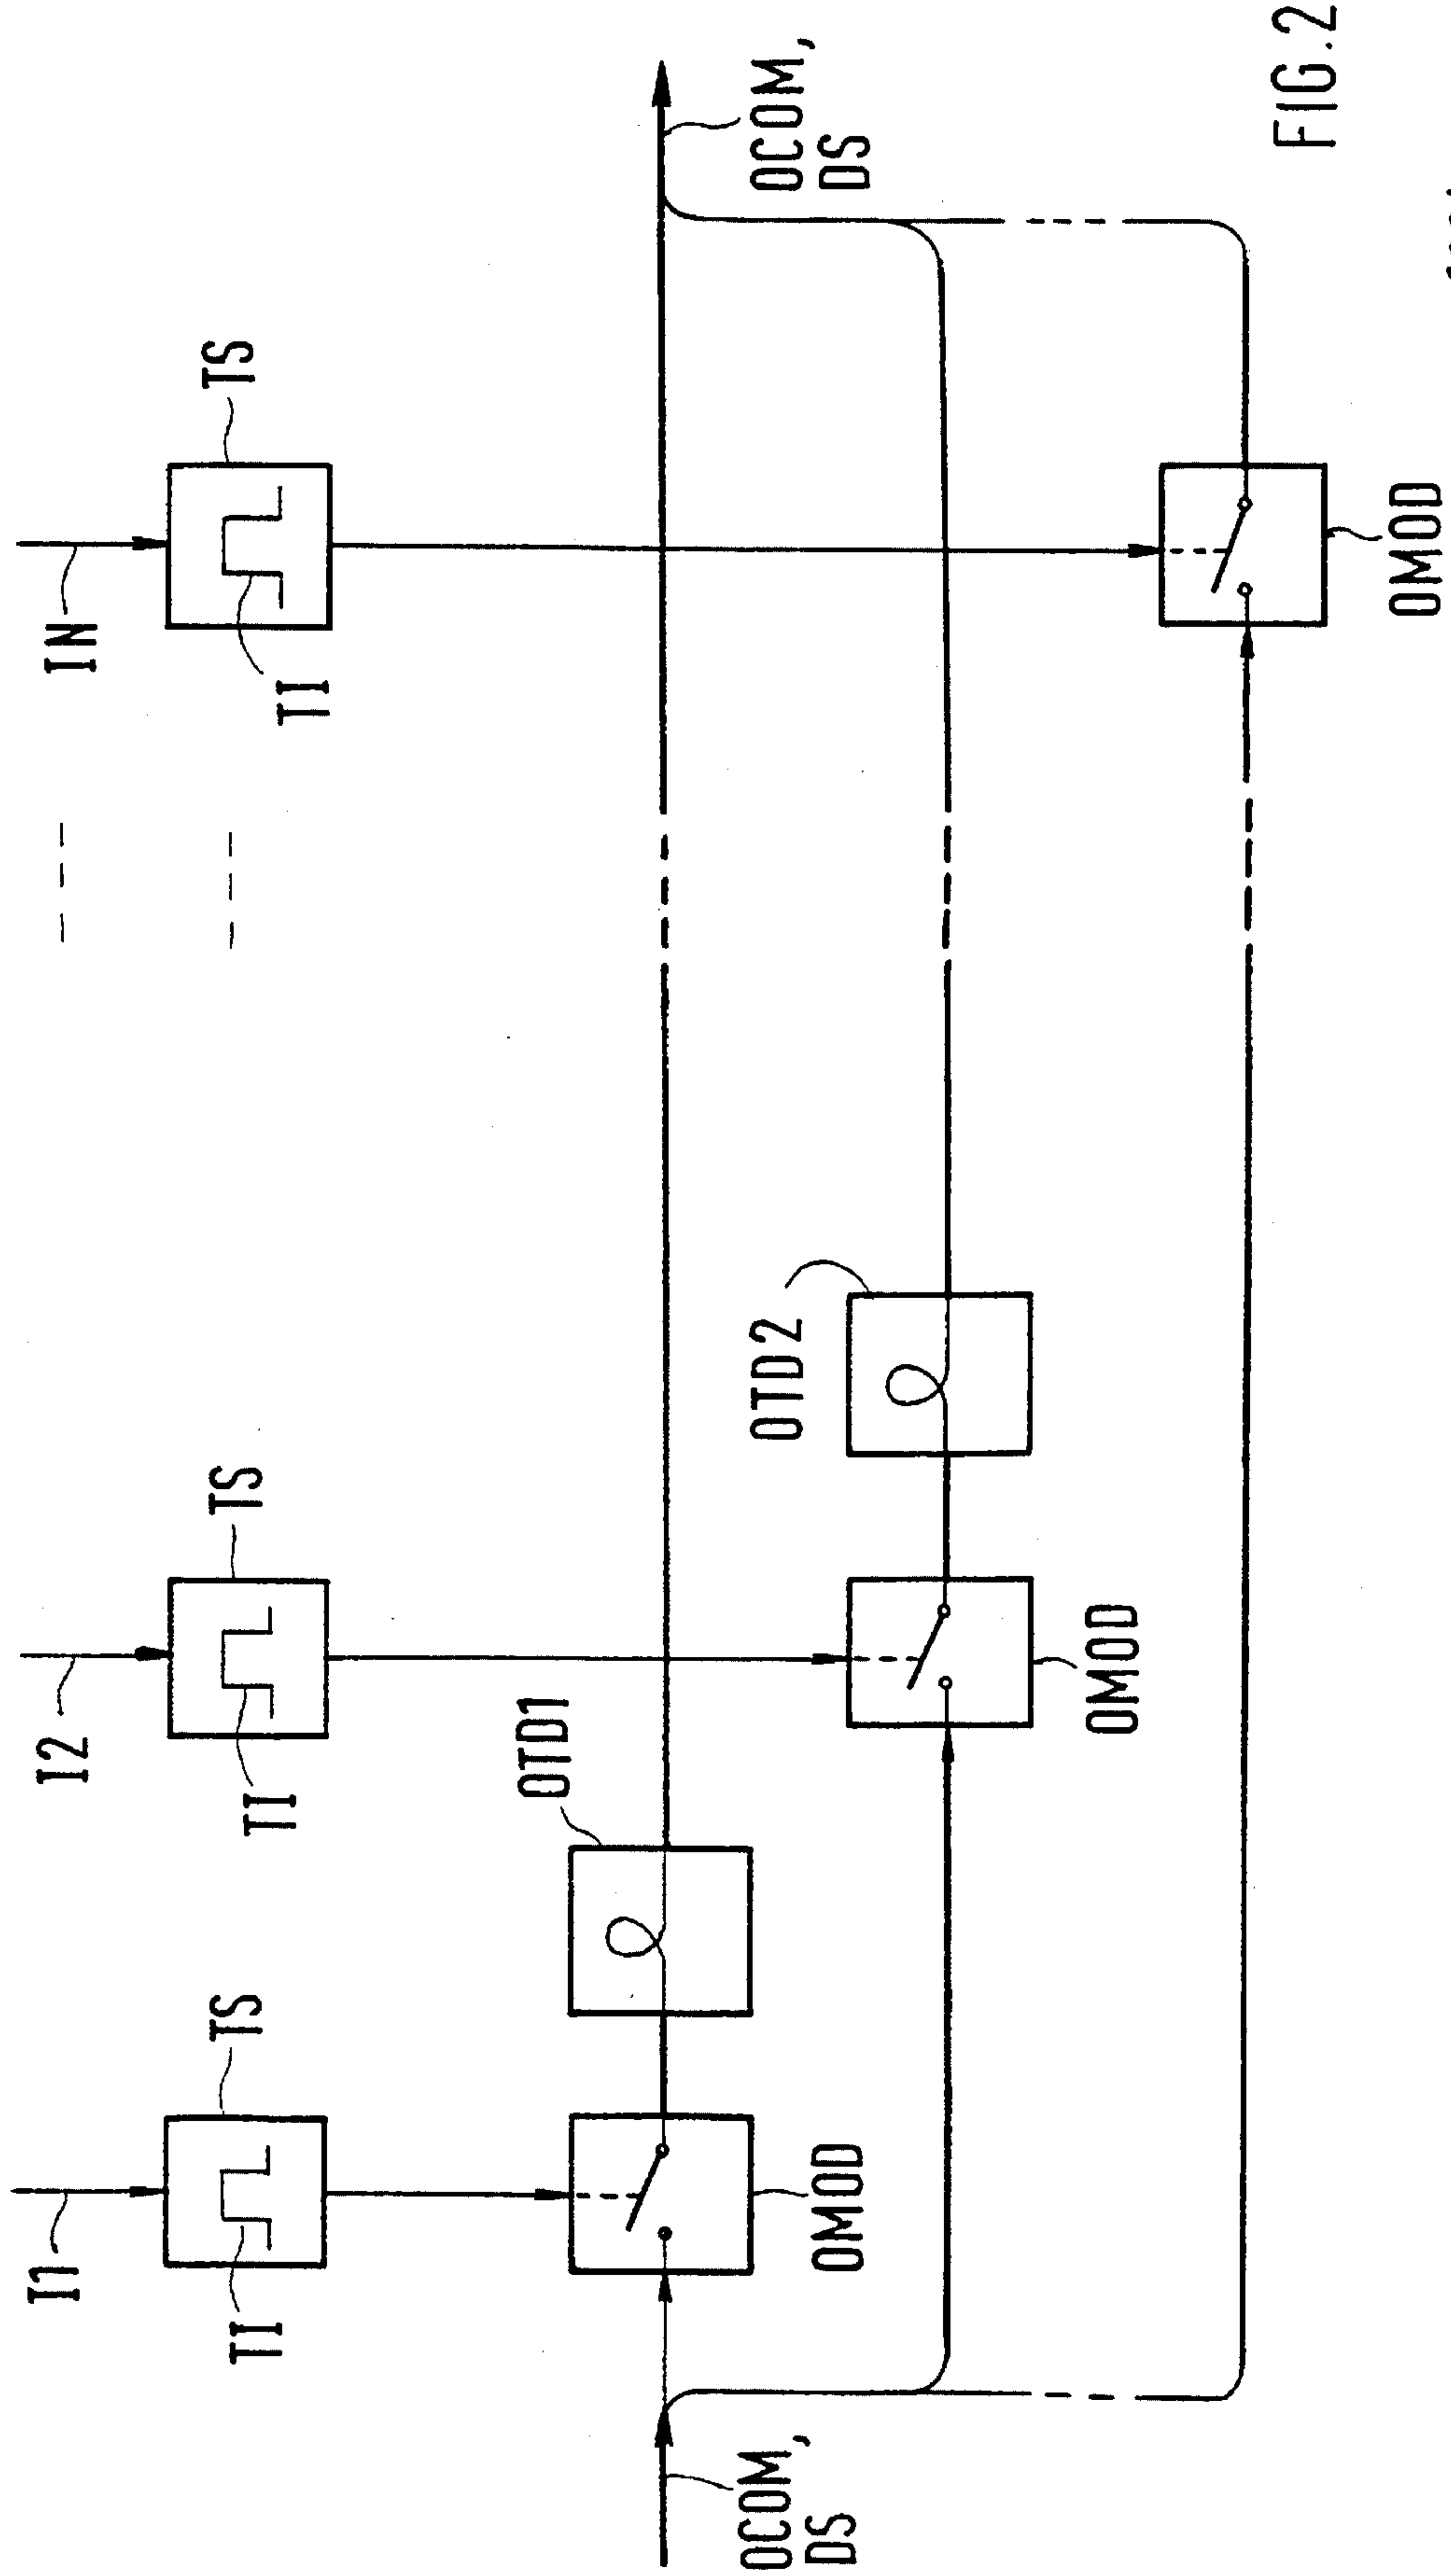 I1
I2
IN
TS
TS
TS
TI
TI
TI
OTD1
OCOM,
DS
OMOD
OTD2
OMOD
OCOM,
DS
OMOD
FIG.2